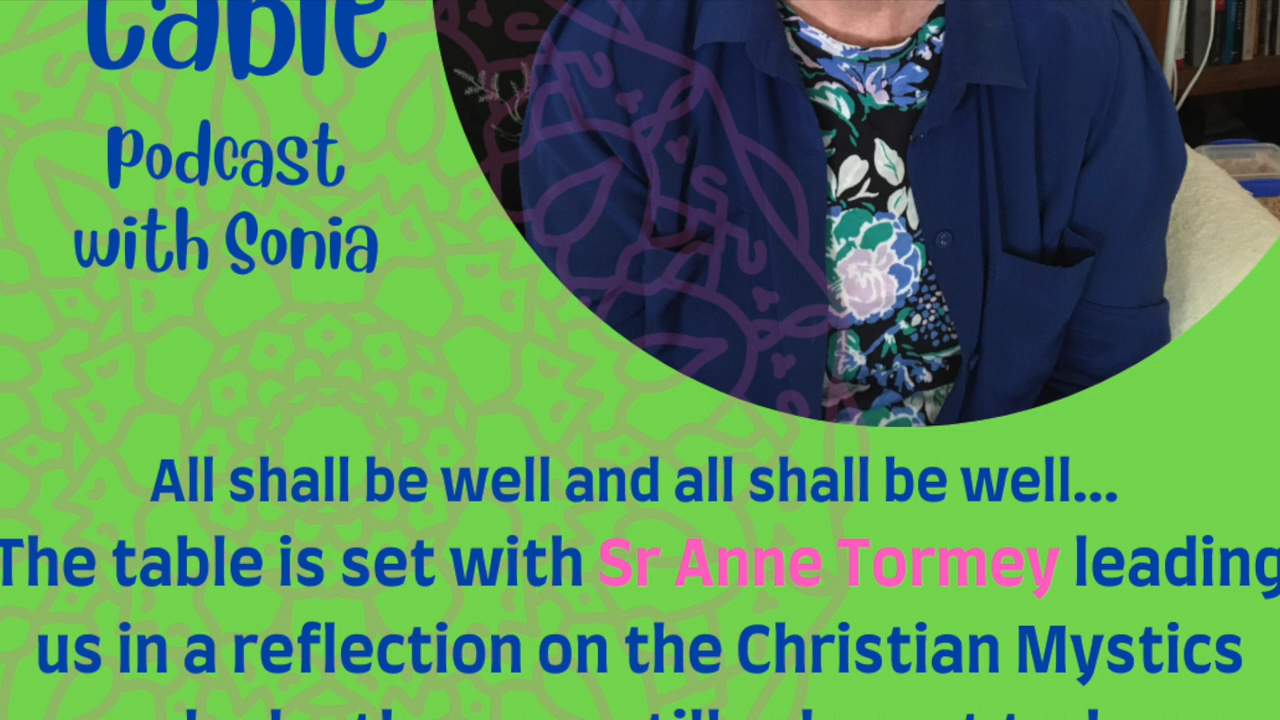 table
Podcast
with Sonia
All shall be well and all shall be well...
The table is set with Sr Anne Tormey leading
us in a reflection on the Christian Mystics